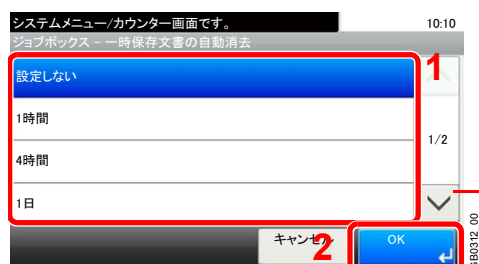 システムメニュー/カウンター画面です。 10:10
ジョブボックス - 一時保存文書の自動消去
設定しない
1
1時間
1/2
4時間
1日
キャンセル
2
OK
GB0312_00